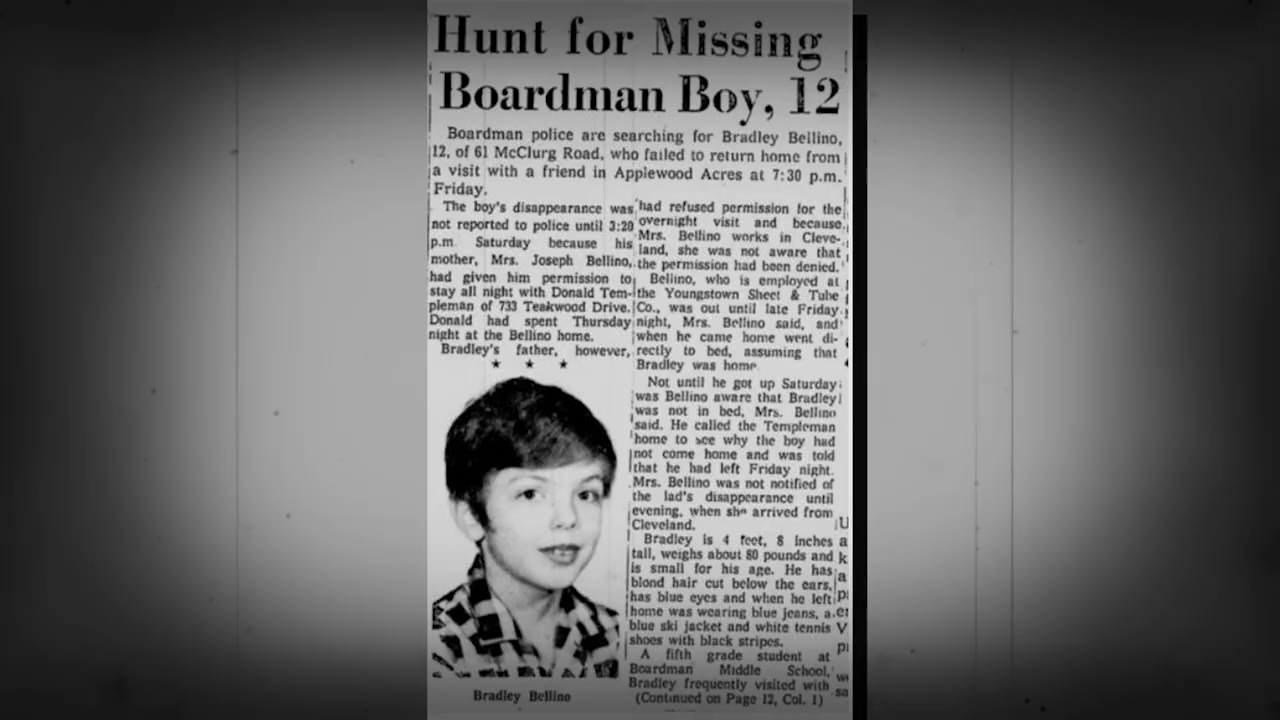 Hunt for Missing
Boardman Boy, 12
Boardman police are searching for Bradley Bellino,
12, of 61 McClurg Road, who failed to return home from
a visit with a friend in Applewood Acres at 7:30 p.m.
Friday.
The boy's disappearance was
not reported to police until 3:20
p.m. Saturday because his
mother, Mrs. Joseph Bellino,
had given him permission to
stay all night with Donald Tem-
pleman of 733 Teakwood Drive.
Donald had spent Thursday
night at the Bellino home.
Bradley's father, however,
★ ★ ★
Bradley Bellino
had refused permission for the
overnight visit and because
Mrs. Bellino works in Cleve-
land, she was not aware that
the permission had been denied.
Bellino, who is employed at
the Youngstown Sheet & Tube
Co., was out until late Friday
night, Mrs. Bellino said, and
when he came home went di-
rectly to bed, assuming that
Bradley was home.
Not until he got up Saturday
was Bellino aware that Bradley
was not in bed, Mrs. Bellino
said. He called the Templeman
home to see why the boy had
not come home and was told
that he had left Friday night.
Mrs. Bellino was not notified of
the lad's disappearance until
evening, when she arrived from
Cleveland.
Bradley is 4 feet, 8 inches
tall, weighs about 80 pounds and
is small for his age. He has
blond hair cut below the ears,
has blue eyes and when he left
home was wearing blue jeans, a
blue ski jacket and white tennis
shoes with black stripes.
A fifth grade student at
Boardman Middle School,
Bradley frequently visited with
(Continued on Page 12, Col. 1)